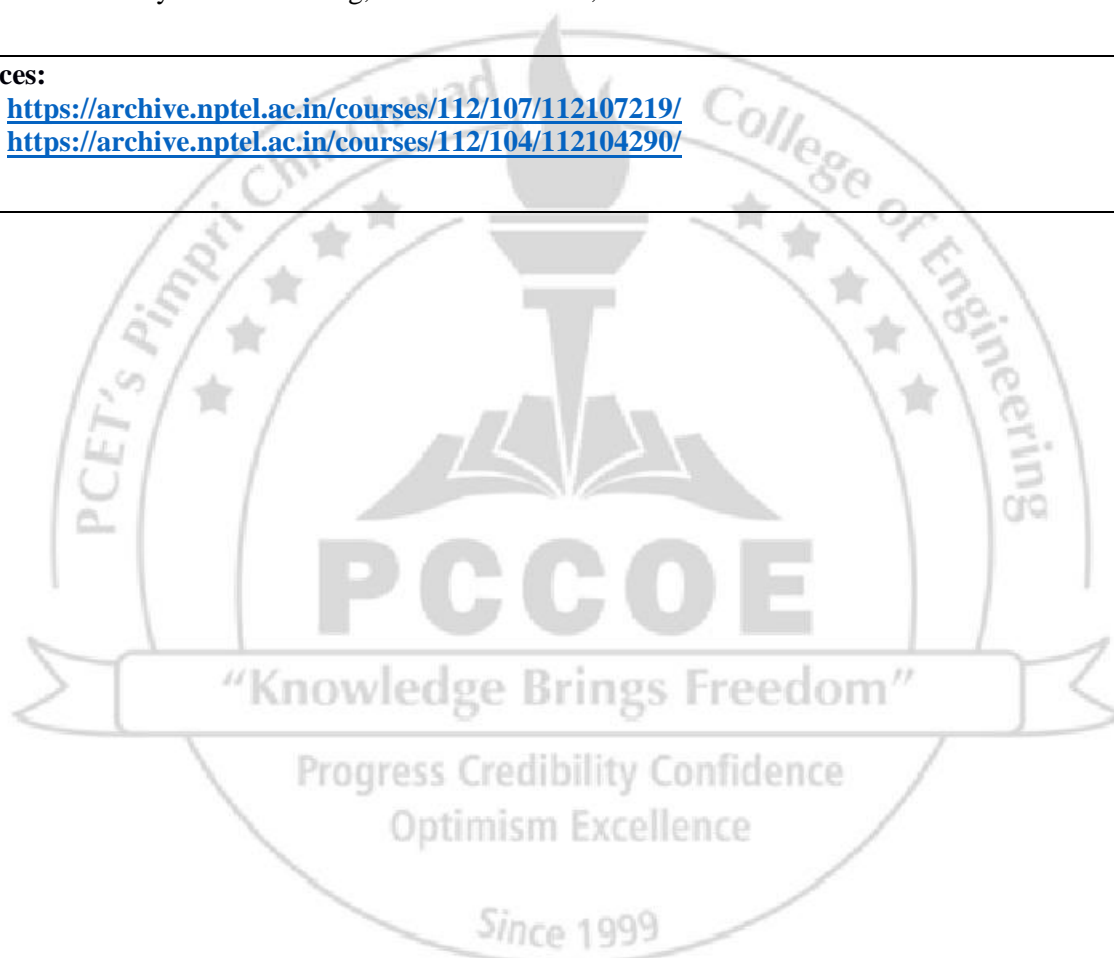 ces:
https://archive.nptel.ac.in/courses/112/107/112107219/
https://archive.nptel.ac.in/courses/112/104/112104290/
PCET's Pimpri Chinchwad College of Engineering
PCCOE
“Knowledge Brings Freedom”
Progress Credibility Confidence
Optimism Excellence
Since 1999